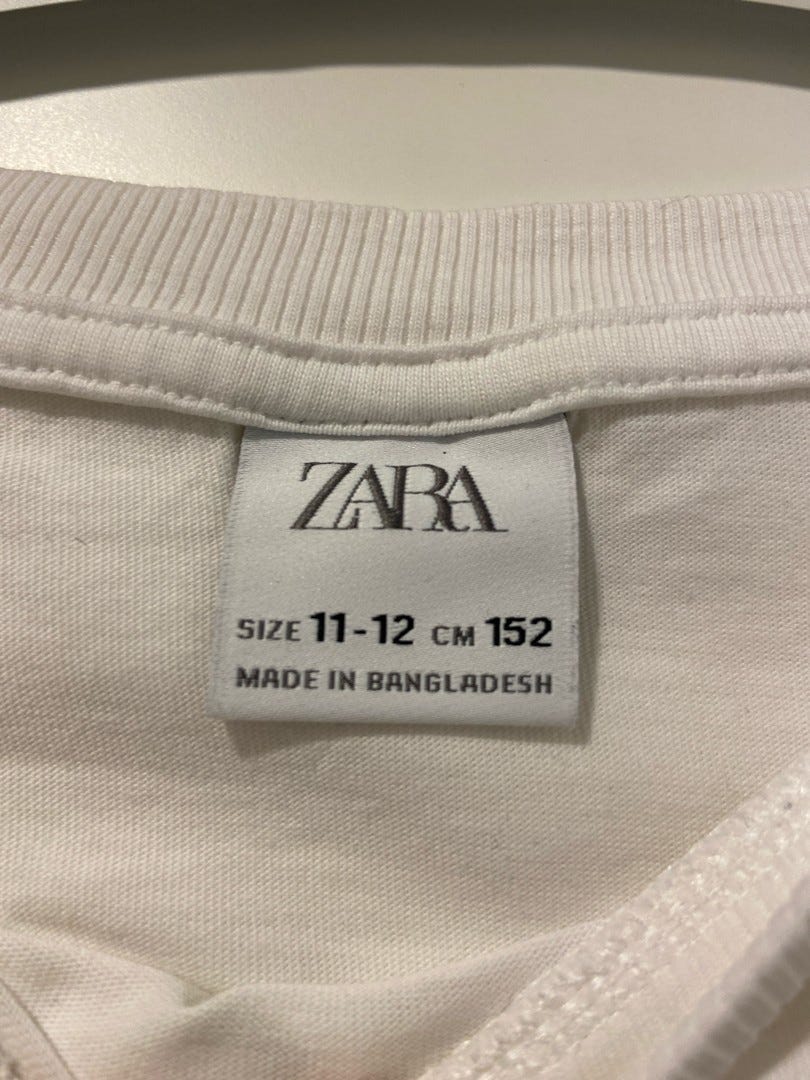 ZARA
SIZE 11-12 CM 152
MADE IN BANGLADESH